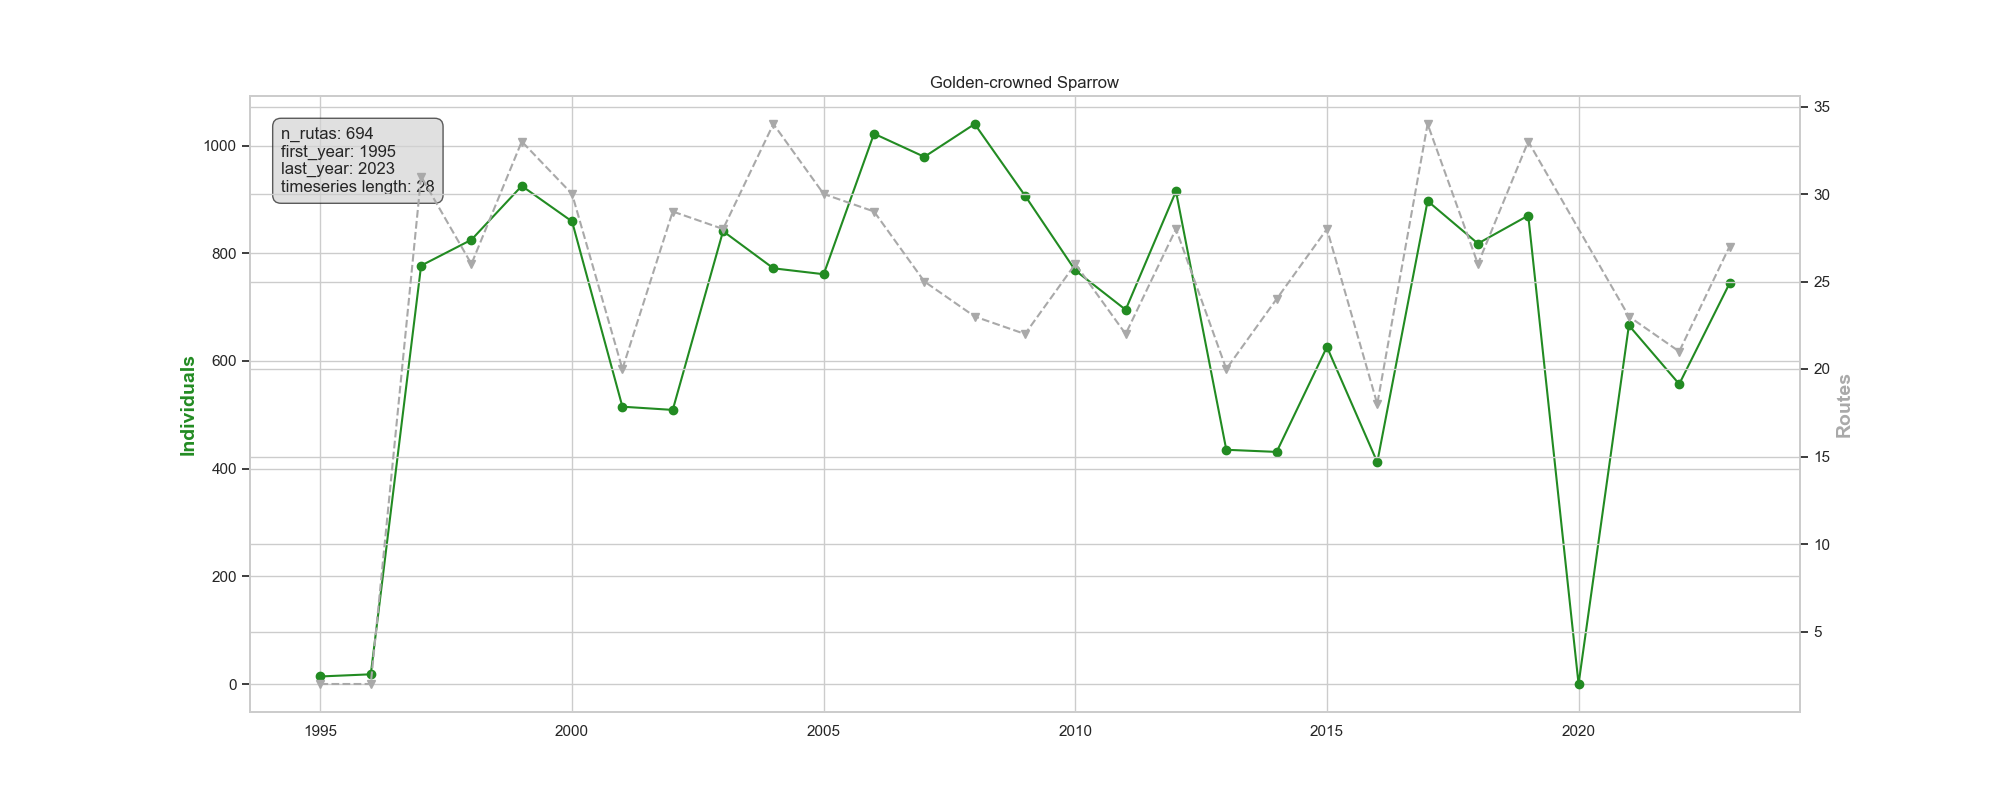 Golden-crowned Sparrow
n_rutas: 694
first_year: 1995
last_year: 2023
timeseries length: 28
1000
800
600
400
200
0
Individuals
35
30
25
20
15
10
5
Routes
1995
2000
2005
2010
2015
2020